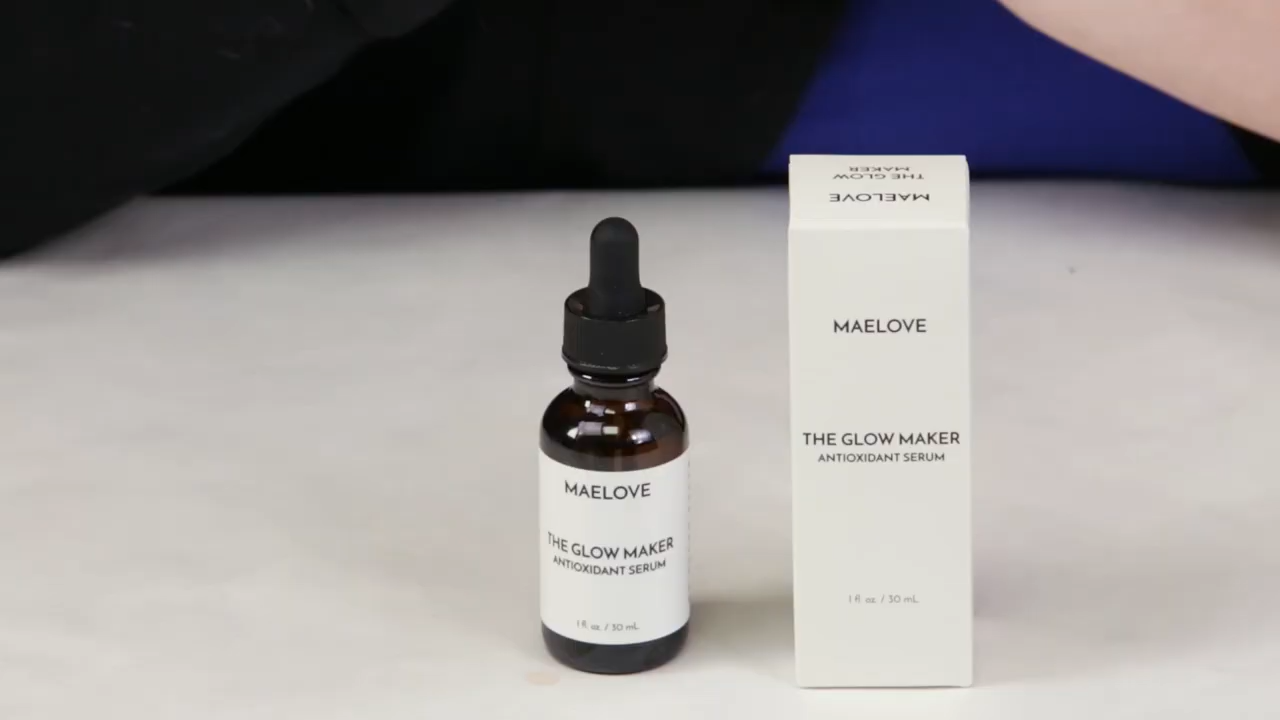 MAELOVE
THE GLOW MAKER
ANTIOXIDANT SERUM
1 fl. oz. / 30 mL
THE GLOW
MAKER
MAELOVE
MAELOVE
THE GLOW MAKER
ANTIOXIDANT SERUM
1 fl. oz. / 30 mL